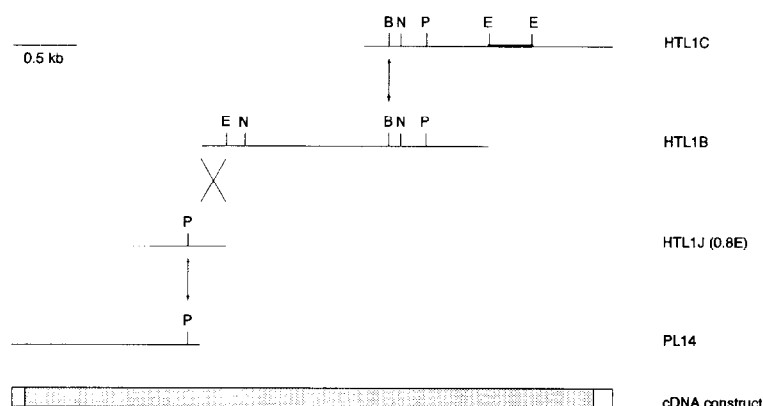 B N P E E
HTL1C
0.5 kb
E N B N P
HTL1B
P
HTL1J (0.8E)
P
PL14
cDNA construct